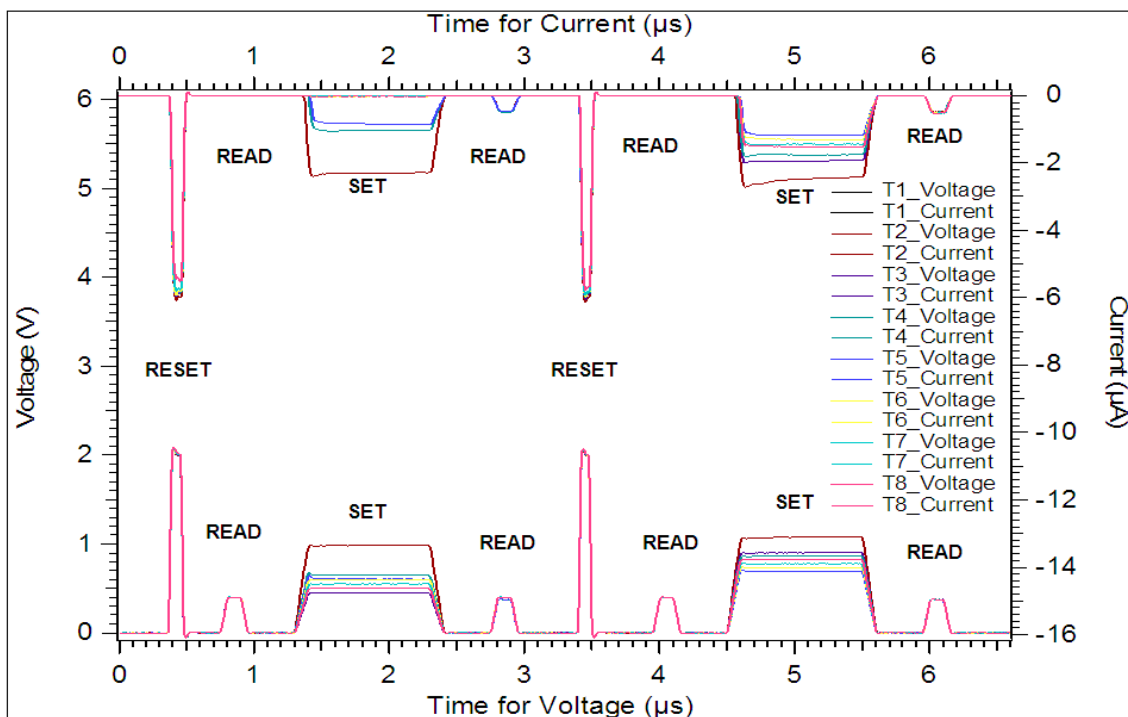 Time for Current (µs)
0 1 2 3 4 5 6
6 0
READ READ READ READ
5 SET SET -2
T1_Voltage
T1_Current
T2_Voltage
-4
T2_Current
4 T3_Voltage
T3_Current -6
T4_Voltage
T4_Current
Voltage (V) 3 RESET RESET T5_Voltage -8 Current (µA)
T5_Current
T6_Voltage
T6_Current
2 T7_Voltage -10
T7_Current
T8_Voltage
SET SET T8_Current -12
READ READ READ READ
1 -14
0 -16
0 1 2 3 4 5 6
Time for Voltage (µs)